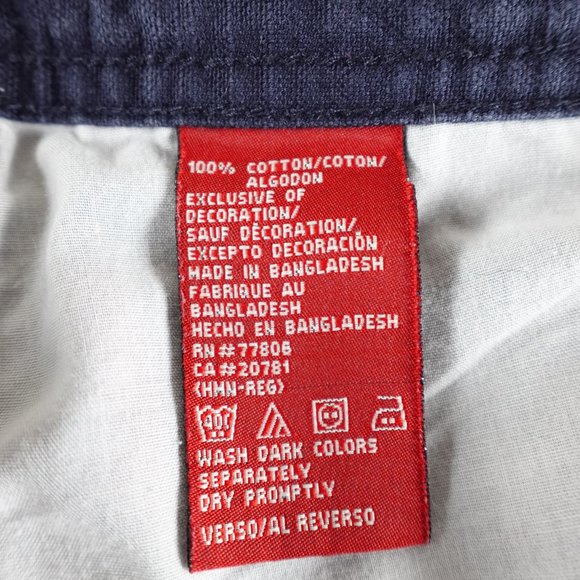 100% COTTON/COTON/
ALGODON
EXCLUSIVE OF
DECORATION/
SAUF DÉCORATION/
EXCEPTO DECORACIÓN
MADE IN BANGLADESH
FABRIQUE AU
BANGLADESH
HECHO EN BANGLADESH
RN#77806
CA#20781
(HMN-REG)
40°
WASH DARK COLORS
SEPARATELY
DRY PROMPTLY
VERSO/AL REVERSO